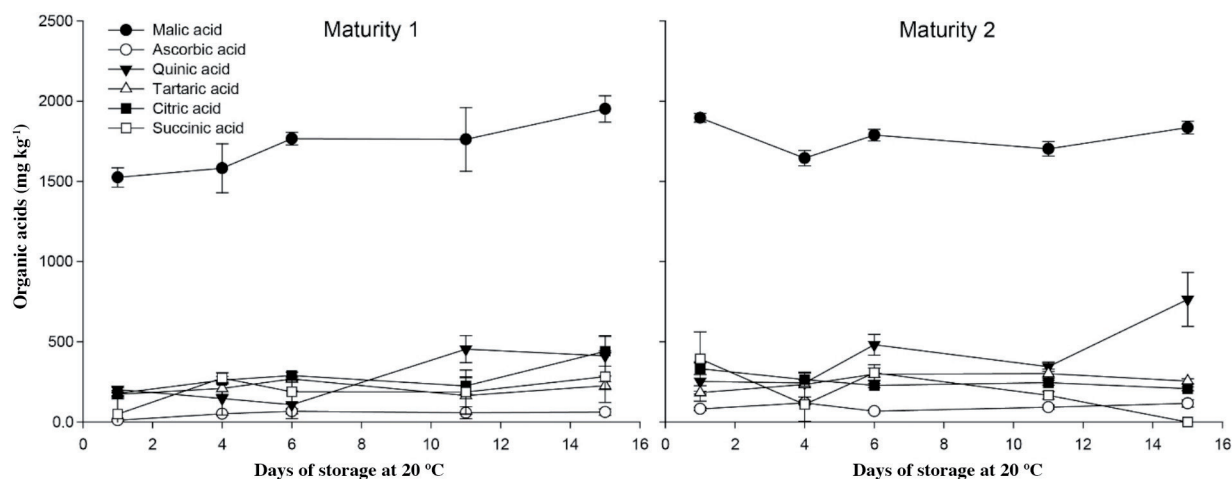 Maturity 1
Maturity 2
Malic acid
Ascorbic acid
Quinic acid
Tartaric acid
Citric acid
Succinic acid
Organic acids (mg kg⁻¹)
2500
2000
1500
1000
500
0.0
0 2 4 6 8 10 12 14 16
0 2 4 6 8 10 12 14 16
Days of storage at 20 ºC
Days of storage at 20 ºC